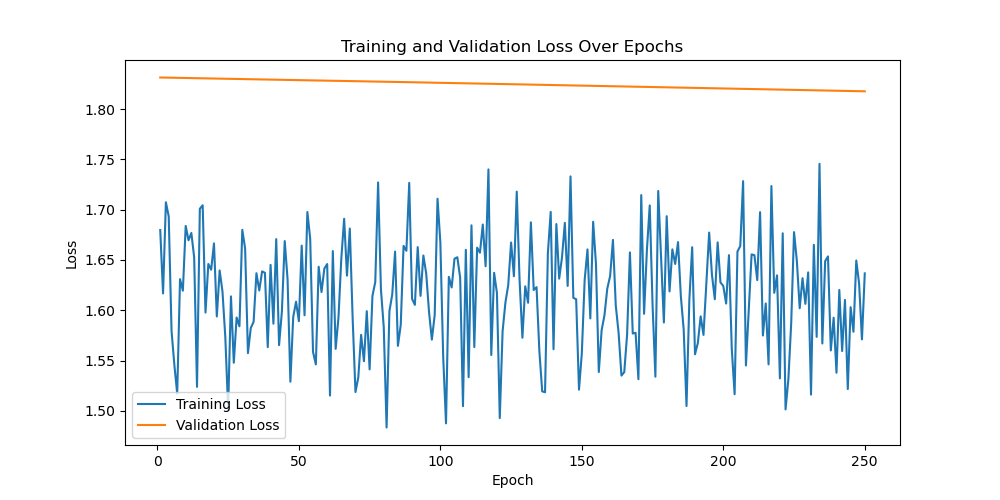 Training and Validation Loss Over Epochs
Loss
1.80
1.75
1.70
1.65
1.60
1.55
1.50
Training Loss
Validation Loss
0
50
100
150
200
250
Epoch